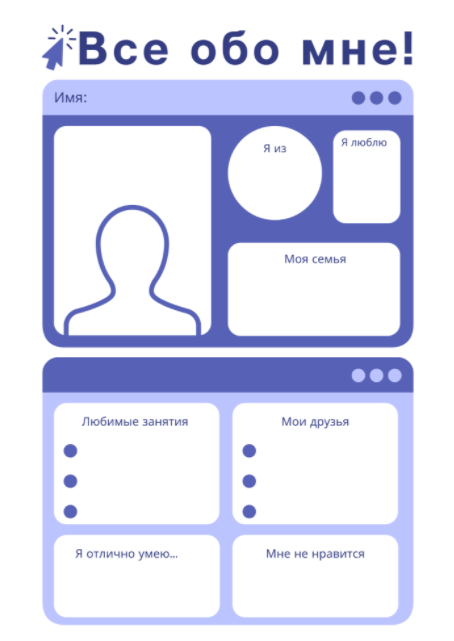 Все обо мне!
Имя:
Я из
Я люблю
Моя семья
Любимые занятия
Мои друзья
Я отлично умею...
Мне не нравится